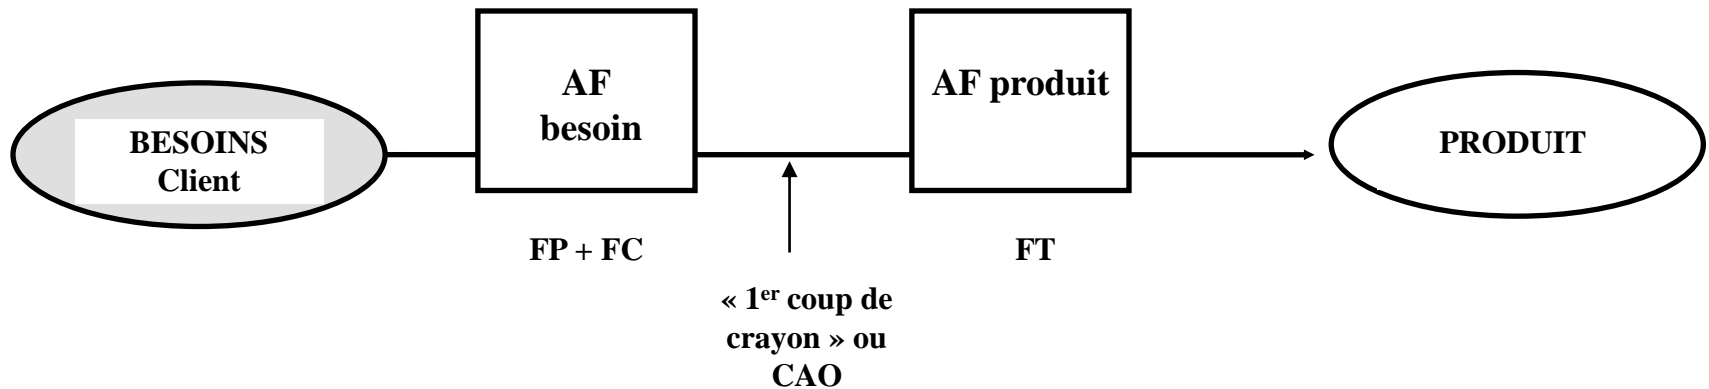 BESOINS
Client
AF
besoin
AF produit
PRODUIT
FP + FC
FT
« 1er coup de
crayon » ou
CAO